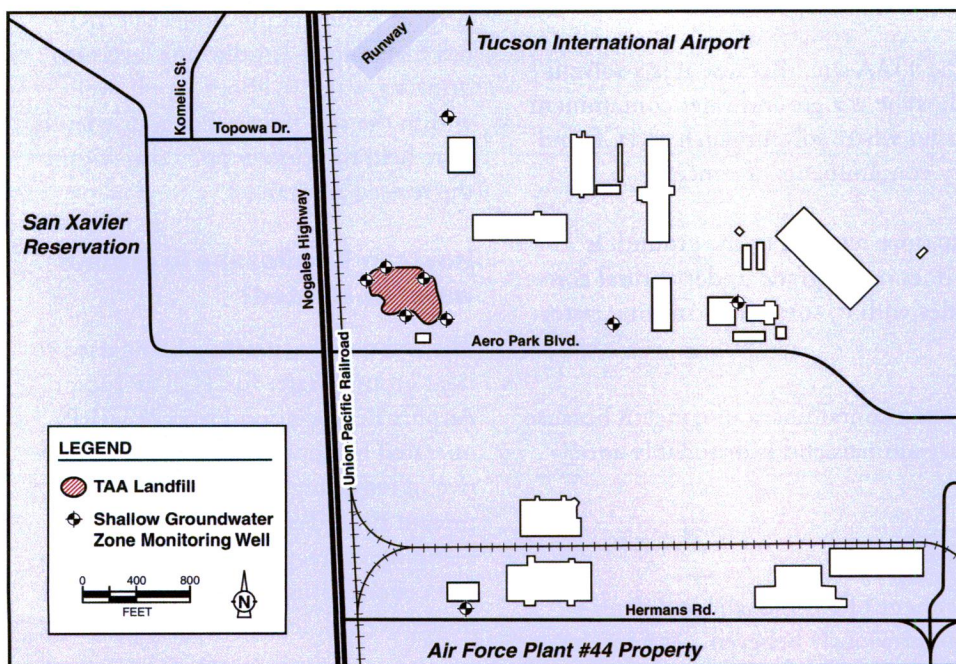 Runway
Tucson International Airport
Komelic St.
Topowa Dr.
San Xavier
Reservation
Nogales Highway
Union Pacific Railroad
Aero Park Blvd.
LEGEND
TAA Landfill
Shallow Groundwater
Zone Monitoring Well
0 400 800
FEET
N
Hermans Rd.
Air Force Plant #44 Property